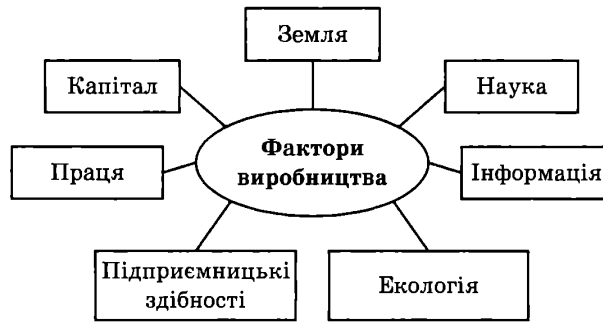 Земля
Капітал
Наука
Фактори
виробництва
Праця
Інформація
Підприємницькі
здібності
Екологія